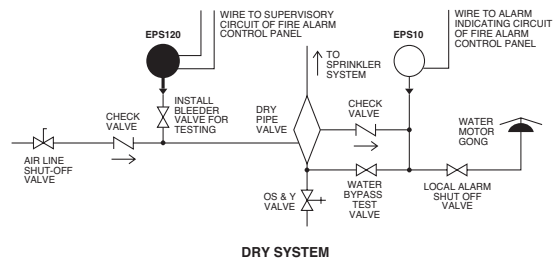 WIRE TO SUPERVISORY
CIRCUIT OF FIRE ALARM
CONTROL PANEL
EPS120
WIRE TO ALARM
INDICATING CIRCUIT
OF FIRE ALARM
CONTROL PANEL
EPS10
TO
SPRINKLER
SYSTEM
INSTALL
BLEEDER
VALVE FOR
TESTING
CHECK
VALVE
DRY
PIPE
VALVE
CHECK
VALVE
WATER
MOTOR
GONG
AIR LINE
SHUT-OFF
VALVE
OS & Y
VALVE
WATER
BYPASS
TEST
VALVE
LOCAL ALARM
SHUT OFF
VALVE
DRY SYSTEM